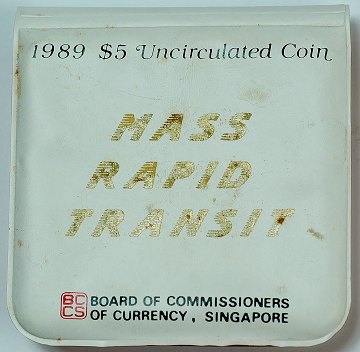 1989 $5 Uncirculated Coin
MASS
RAPID
TRANSIT
BC
CS
BOARD OF COMMISSIONERS
OF CURRENCY, SINGAPORE